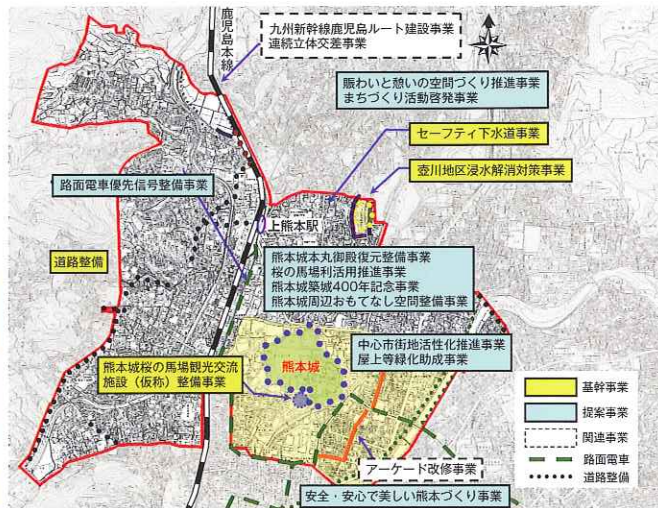 鹿児島本線
九州新幹線鹿児島ルート建設事業
連続立体交差事業
賑わいと憩いの空間づくり推進事業
まちづくり活動啓発事業
セーフティ下水道事業
壺川地区浸水解消対策事業
路面電車優先信号整備事業
上熊本駅
道路整備
熊本城本丸御殿復元整備事業
桜の馬場利活用推進事業
熊本城築城400年記念事業
熊本城周辺おもてなし空間整備事業
中心市街地活性化推進事業
屋上等緑化助成事業
熊本城
熊本城桜の馬場観光交流
施設（仮称）整備事業
アーケード改修事業
安全・安心で美しい熊本づくり事業
基幹事業
提案事業
関連事業
路面電車
道路整備